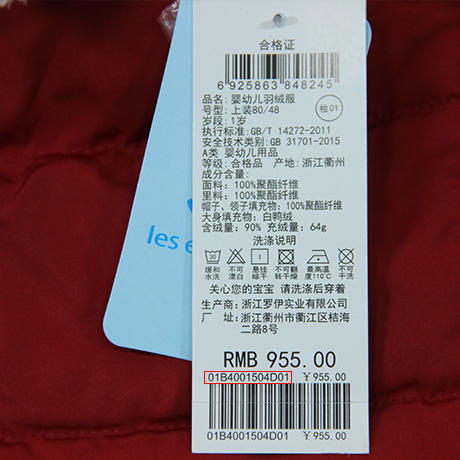 合格证
6 925863 848245
品名：婴幼儿羽绒服
号型：上装80/48
岁段：1岁
检01
执行标准：GB/T 14272-2011
安全技术类别：GB 31701-2015
A类 婴幼儿用品
等级：合格品 产地：浙江衢州
成分含量：
面料：100%聚酯纤维
里料：100%聚酯纤维
帽子、领子填充物：100%聚酯纤维
大身填充物：白鸭绒
含绒量：90% 充绒量：64g
洗涤说明
30
缓和水洗 不可漂白 悬挂晾干 不可翻转干燥 最高温度110℃ 不可干洗
关心您的宝宝 请洗涤后穿着
生产商：浙江罗伊实业有限公司
地址：浙江衢州市衢江区桔海
二路8号
les e
RMB 955.00
01B4001504D01 ￥955.00
01B4001504D01 ￥955.00